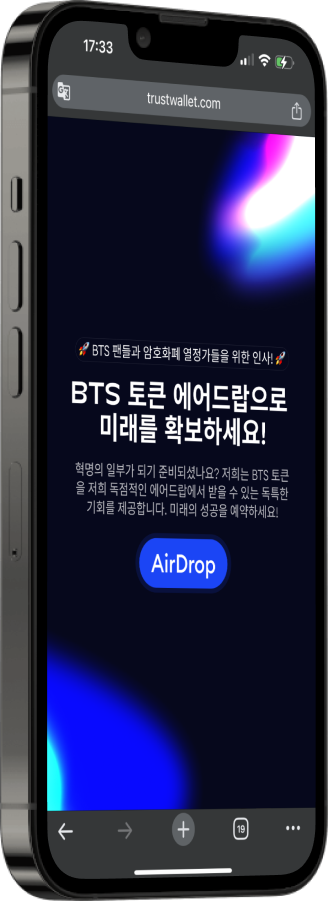 17:33
trustwallet.com
🚀 BTS 팬들과 암호화폐 열정가들을 위한 인사!🚀
BTS 토큰 에어드랍으로
미래를 확보하세요!
혁명의 일부가 되기 준비되셨나요? 저희는 BTS 토큰
을 저희 독점적인 에어드랍에서 받을 수 있는 독특한
기회를 제공합니다. 미래의 성공을 예약하세요!
AirDrop
19